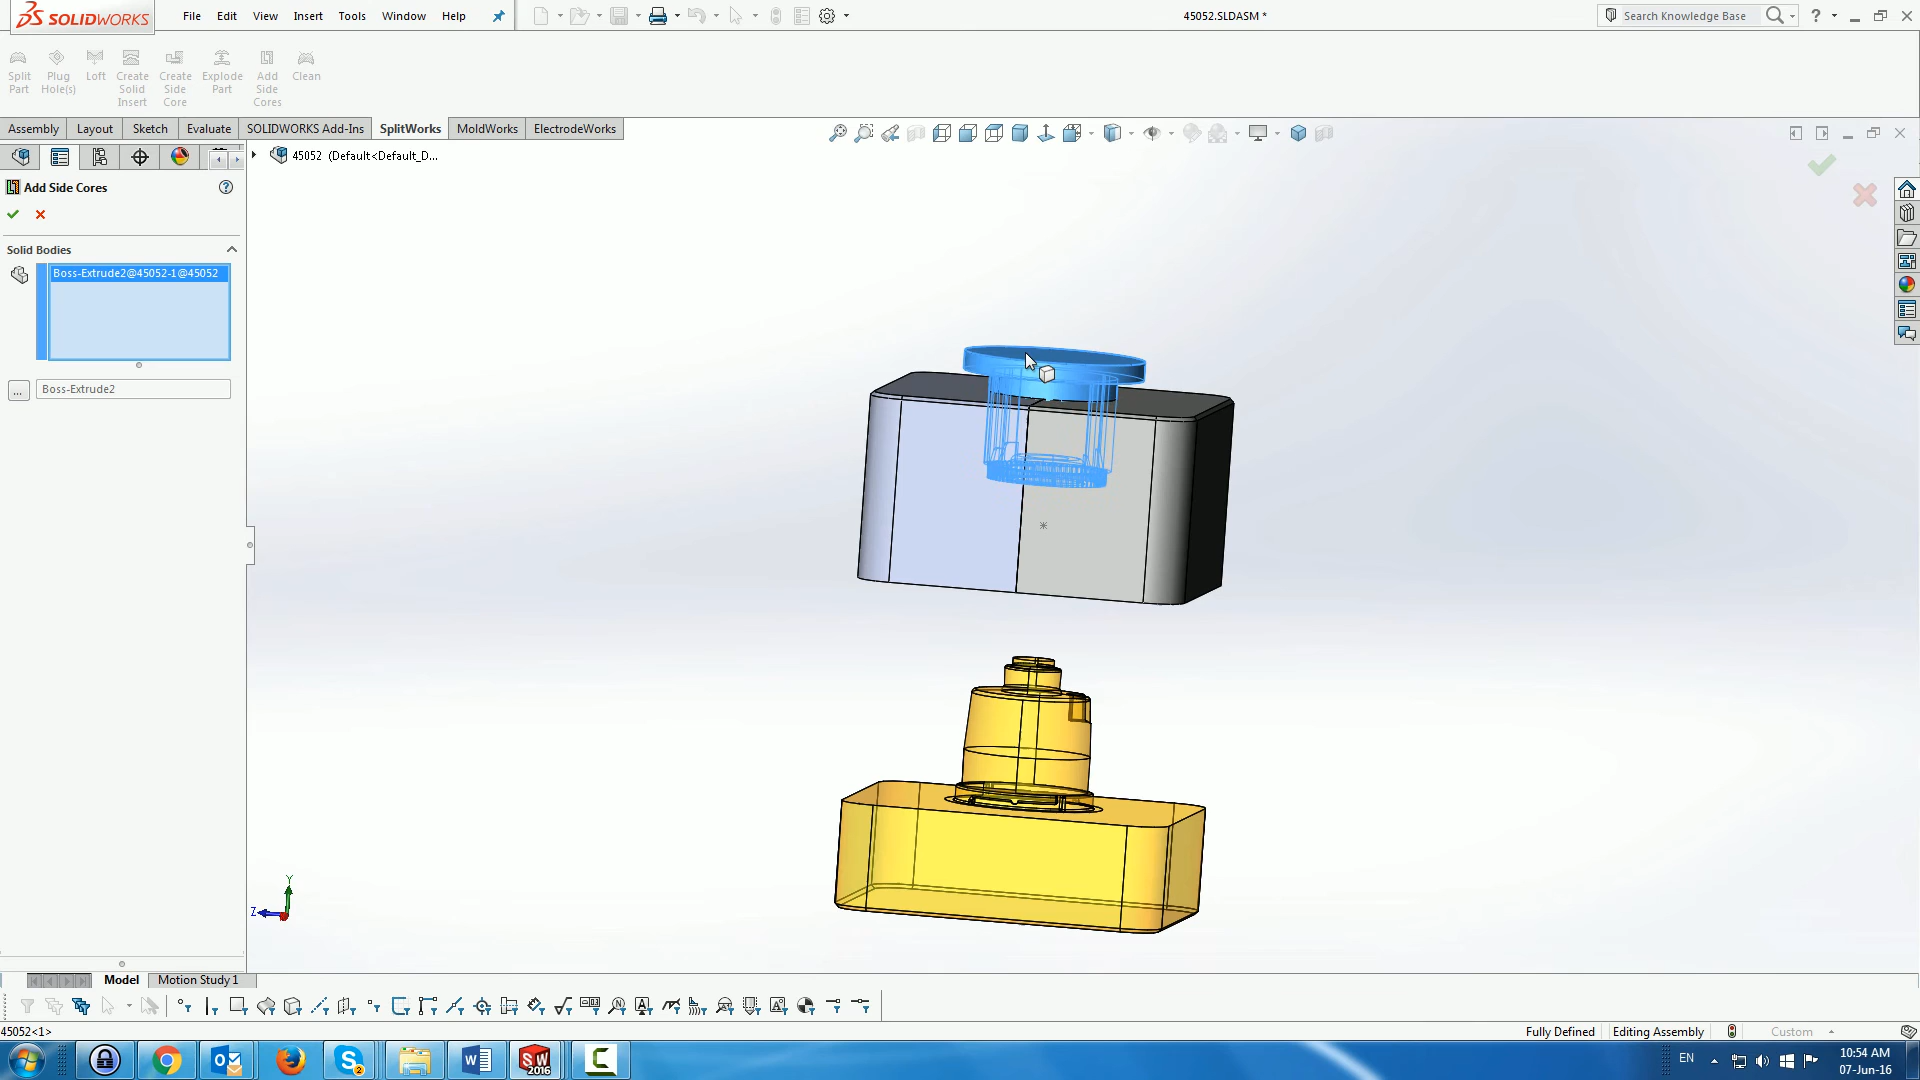 SOLIDWORKS File Edit View Insert Tools Window Help 45052.SLDASM * Search Knowledge Base ?
Split Part
Plug Hole(s)
Loft
Create Solid Insert
Create Side Core
Explode Part
Add Side Cores
Clean
Assembly Layout Sketch Evaluate SOLIDWORKS Add-Ins SplitWorks MoldWorks ElectrodeWorks
45052 (Default<Default_D...
Add Side Cores ?
Solid Bodies
Boss-Extrude2@45052-1@45052
... Boss-Extrude2
Y
Z
Model Motion Study 1
45052<1> Fully Defined Editing Assembly Custom
SW 2016
2
EN
10:54 AM
07-Jun-16